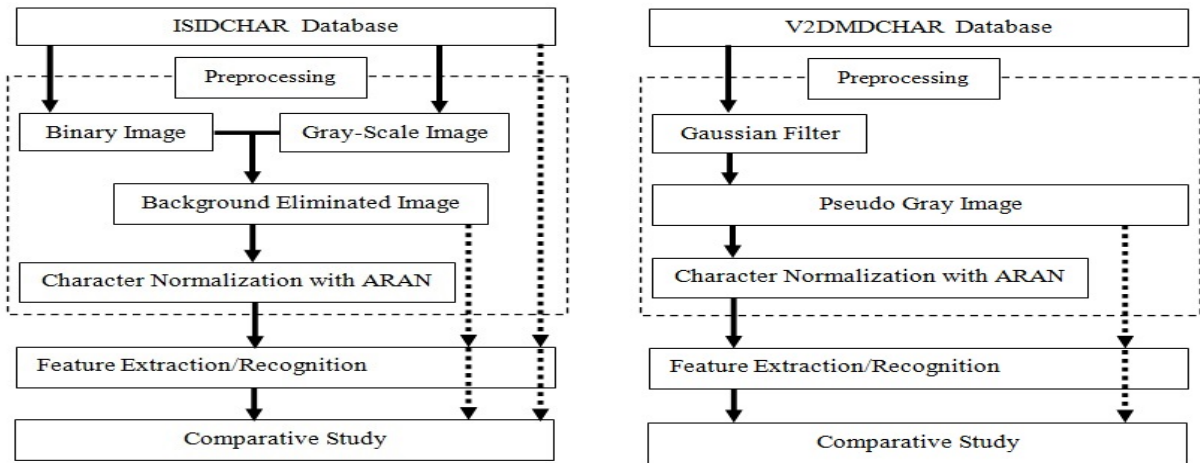 ISIDCHAR Database
Preprocessing
Binary Image
Gray-Scale Image
Background Eliminated Image
Character Normalization with ARAN
Feature Extraction/Recognition
Comparative Study
V2DMDCHAR Database
Preprocessing
Gaussian Filter
Pseudo Gray Image
Character Normalization with ARAN
Feature Extraction/Recognition
Comparative Study